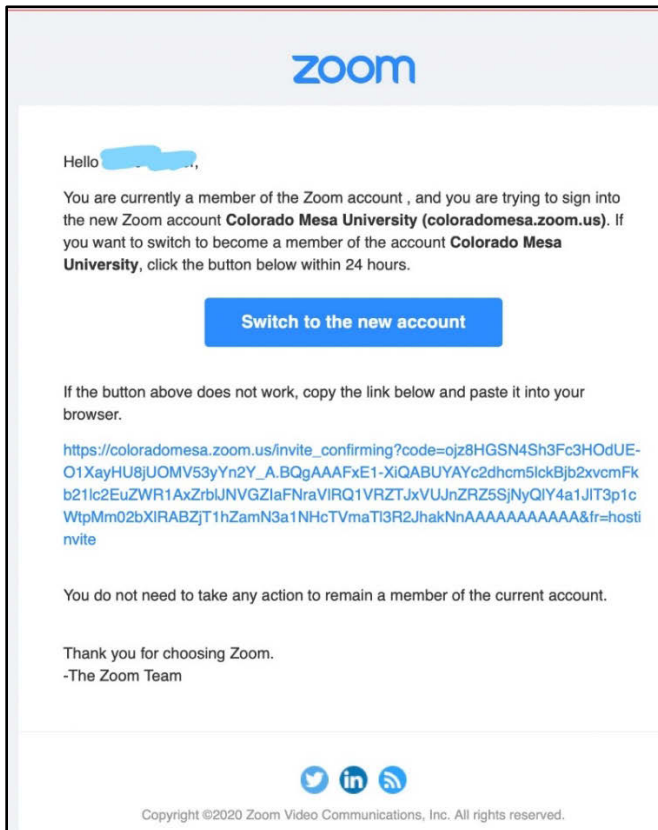 zoom
Hello ,
You are currently a member of the Zoom account , and you are trying to sign into
the new Zoom account Colorado Mesa University (coloradomesa.zoom.us). If
you want to switch to become a member of the account Colorado Mesa
University, click the button below within 24 hours.
Switch to the new account
If the button above does not work, copy the link below and paste it into your
browser.
https://coloradomesa.zoom.us/invite_confirming?code=ojz8HGSN4Sh3Fc3HOdUE-
O1XayHU8jUOMV53yYn2Y_A.BQgAAAFxE1-XiQABUYAYc2dhcm5lckBjb2xvcmFk
b21lc2EuZWR1AxZrblJNVGZlaFNraVlRQ1VRZTJxVUJnZRZ5SjNyQlY4a1JIT3p1c
WtpMm02bXlRABZjT1hZamN3a1NHcTVmaTl3R2JhakNnAAAAAAAAAAA&fr=hosti
nvite
You do not need to take any action to remain a member of the current account.
Thank you for choosing Zoom.
-The Zoom Team
in
Copyright ©2020 Zoom Video Communications, Inc. All rights reserved.